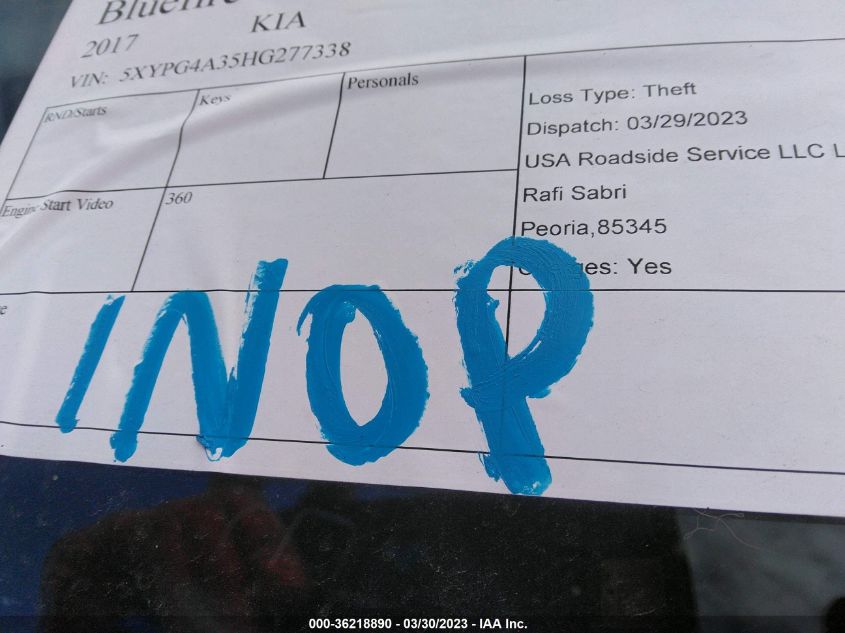 2017 KIA
VIN: 5XYPG4A35HG277338
RND/Starts Keys Personals
Loss Type: Theft
Dispatch: 03/29/2023
USA Roadside Service LLC L
Rafi Sabri
Peoria,85345
es: Yes
Engine Start Video 360
INOP
000-36218890 - 03/30/2023 - IAA Inc.